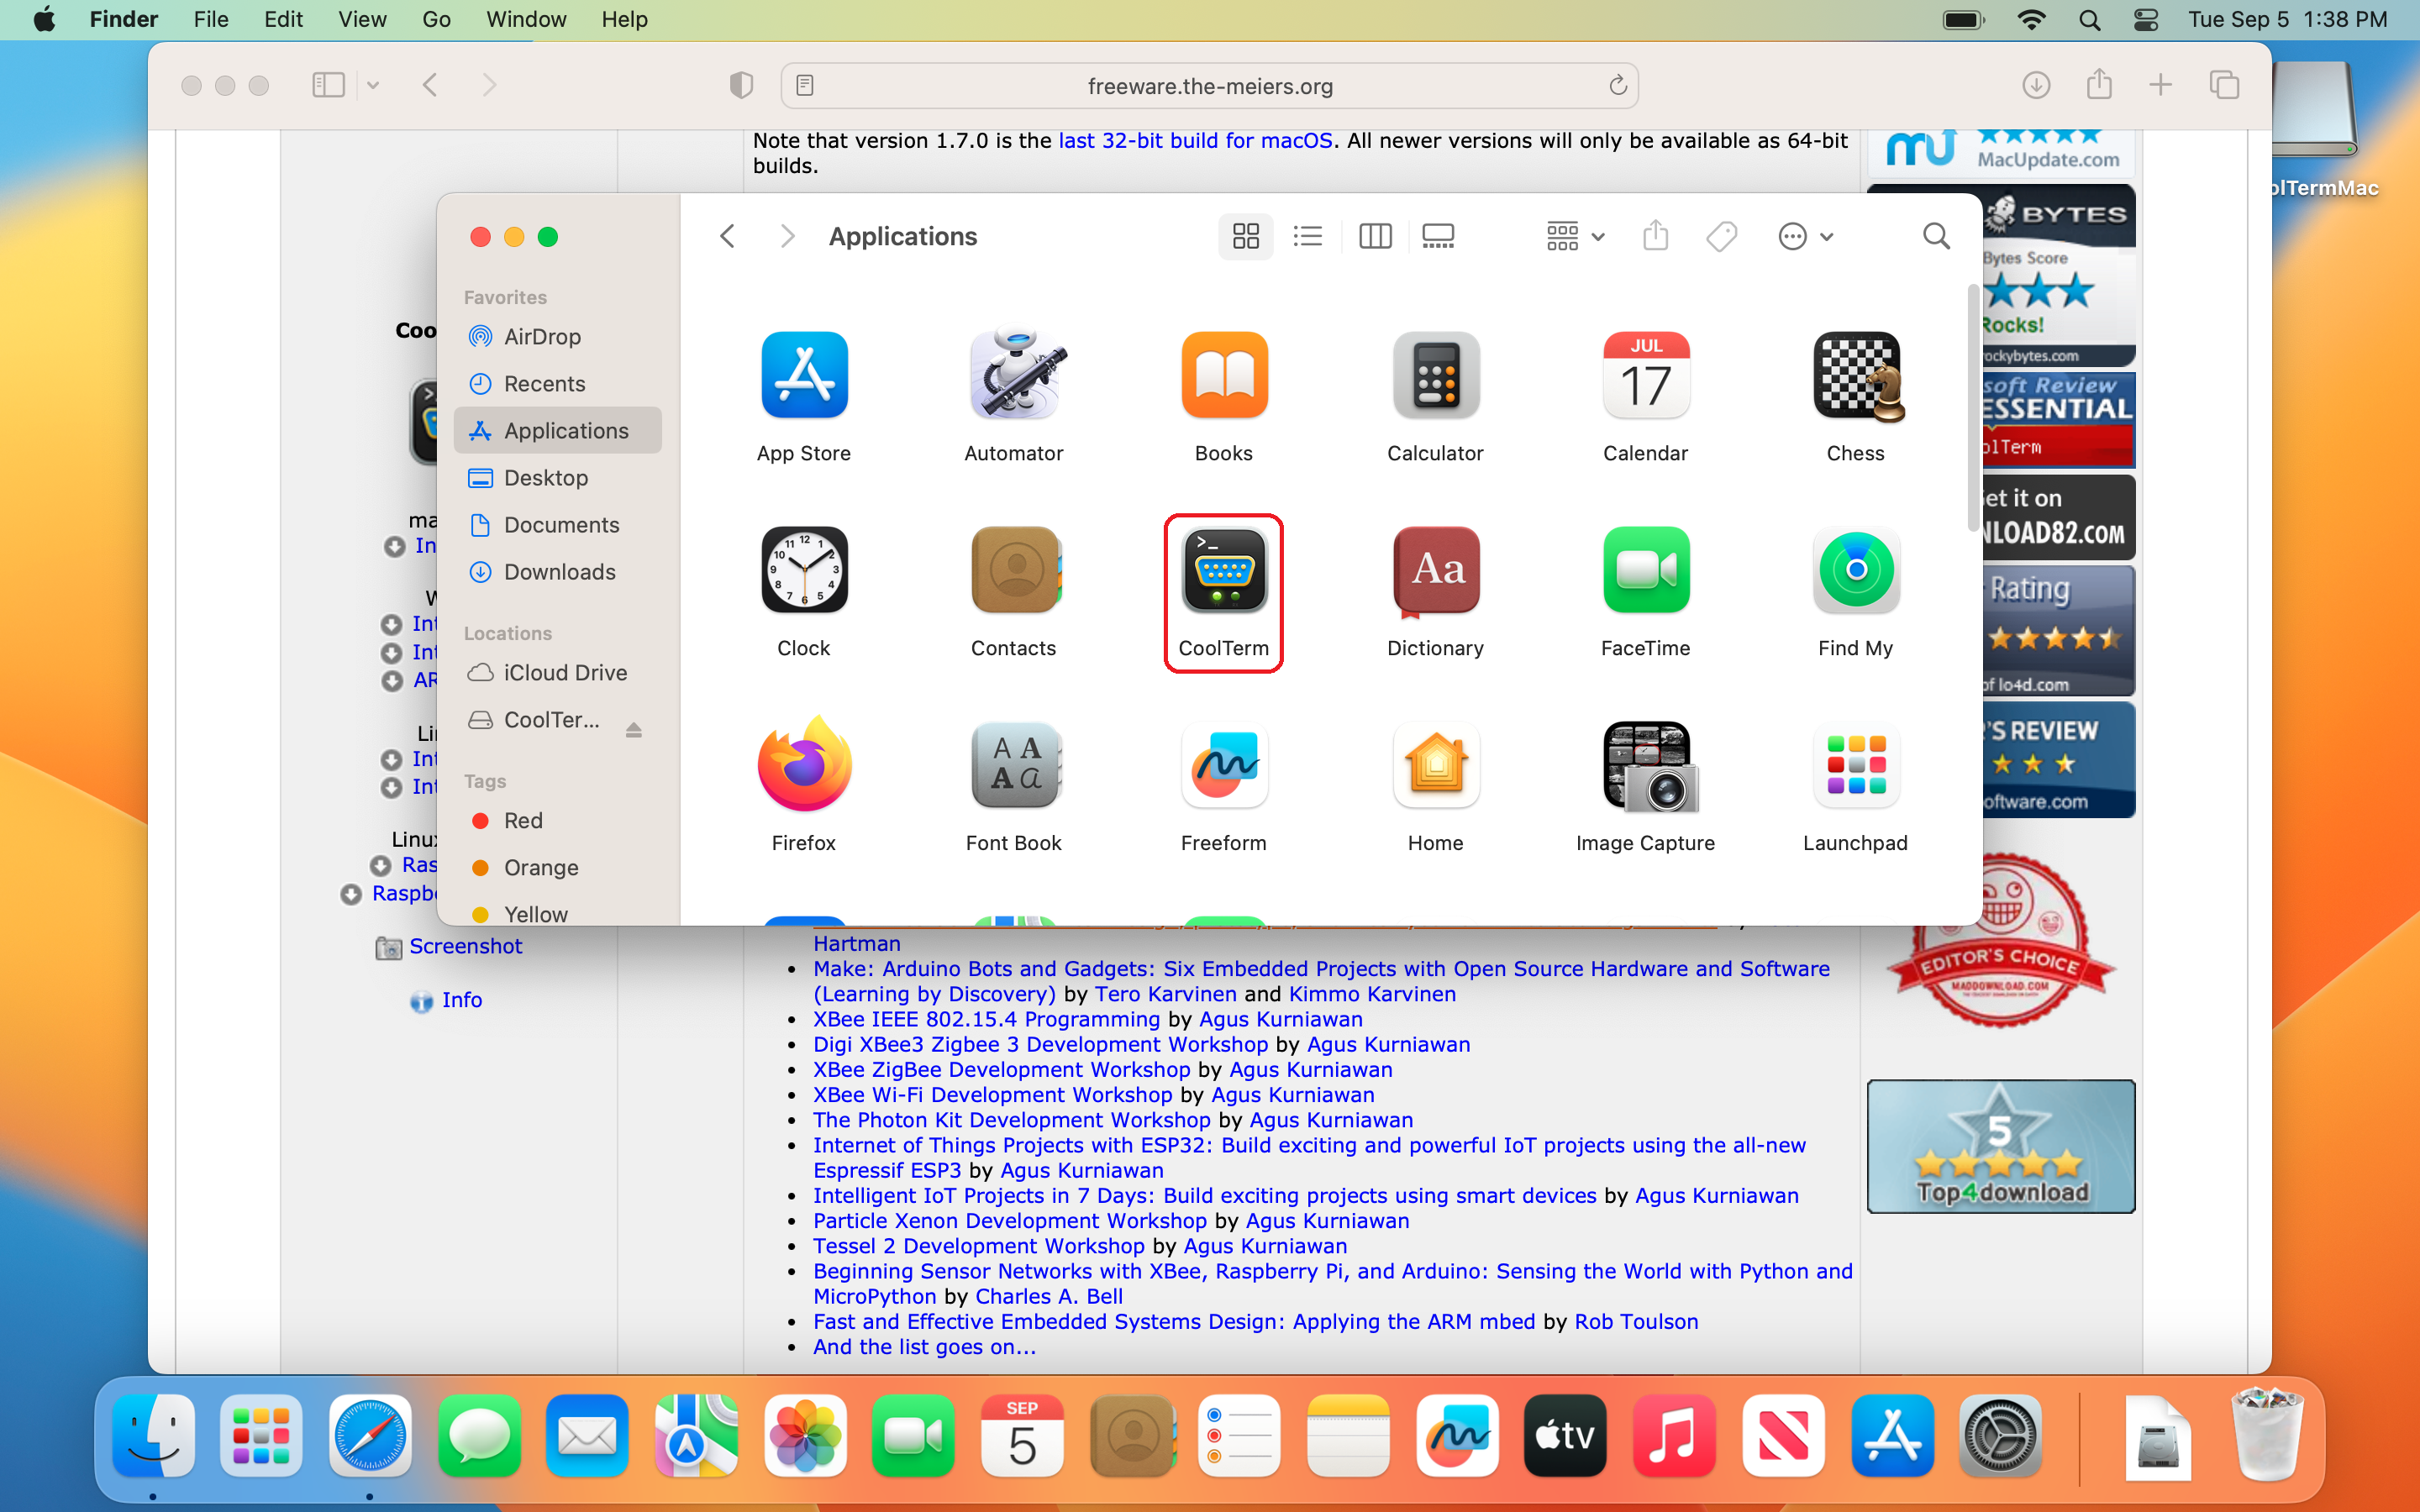 Finder File Edit View Go Window Help
Tue Sep 5 1:38 PM
freeware.the-meiers.org
olTermMac
Note that version 1.7.0 is the last 32-bit build for macOS. All newer versions will only be available as 64-bit
builds.
MacUpdate.com
BYTES
Bytes Score
Rocks!
ockybytes.com
soft Review
ESSENTIAL
olTerm
et it on
NLOAD82.com
Rating
of lo4d.com
'S REVIEW
oftware.com
EDITOR'S CHOICE
MADDOWNLOAD.COM
5
Top4download
Coo
ma
In
W
Int
Int
AR
Li
Int
Int
Linux
Ras
Raspb
Screenshot
Info
Applications
Favorites
AirDrop
Recents
Applications
Desktop
Documents
Downloads
Locations
iCloud Drive
CoolTer...
Tags
Red
Orange
Yellow
JUL
17
App Store
Automator
Books
Calculator
Calendar
Chess
>_
Aa
Clock
Contacts
CoolTerm
Dictionary
FaceTime
Find My
A A
A a
Firefox
Font Book
Freeform
Home
Image Capture
Launchpad
Hartman
Make: Arduino Bots and Gadgets: Six Embedded Projects with Open Source Hardware and Software
(Learning by Discovery) by Tero Karvinen and Kimmo Karvinen
XBee IEEE 802.15.4 Programming by Agus Kurniawan
Digi XBee3 Zigbee 3 Development Workshop by Agus Kurniawan
XBee ZigBee Development Workshop by Agus Kurniawan
XBee Wi-Fi Development Workshop by Agus Kurniawan
The Photon Kit Development Workshop by Agus Kurniawan
Internet of Things Projects with ESP32: Build exciting and powerful IoT projects using the all-new
Espressif ESP3 by Agus Kurniawan
Intelligent IoT Projects in 7 Days: Build exciting projects using smart devices by Agus Kurniawan
Particle Xenon Development Workshop by Agus Kurniawan
Tessel 2 Development Workshop by Agus Kurniawan
Beginning Sensor Networks with XBee, Raspberry Pi, and Arduino: Sensing the World with Python and
MicroPython by Charles A. Bell
Fast and Effective Embedded Systems Design: Applying the ARM mbed by Rob Toulson
And the list goes on...
SEP
5
tv